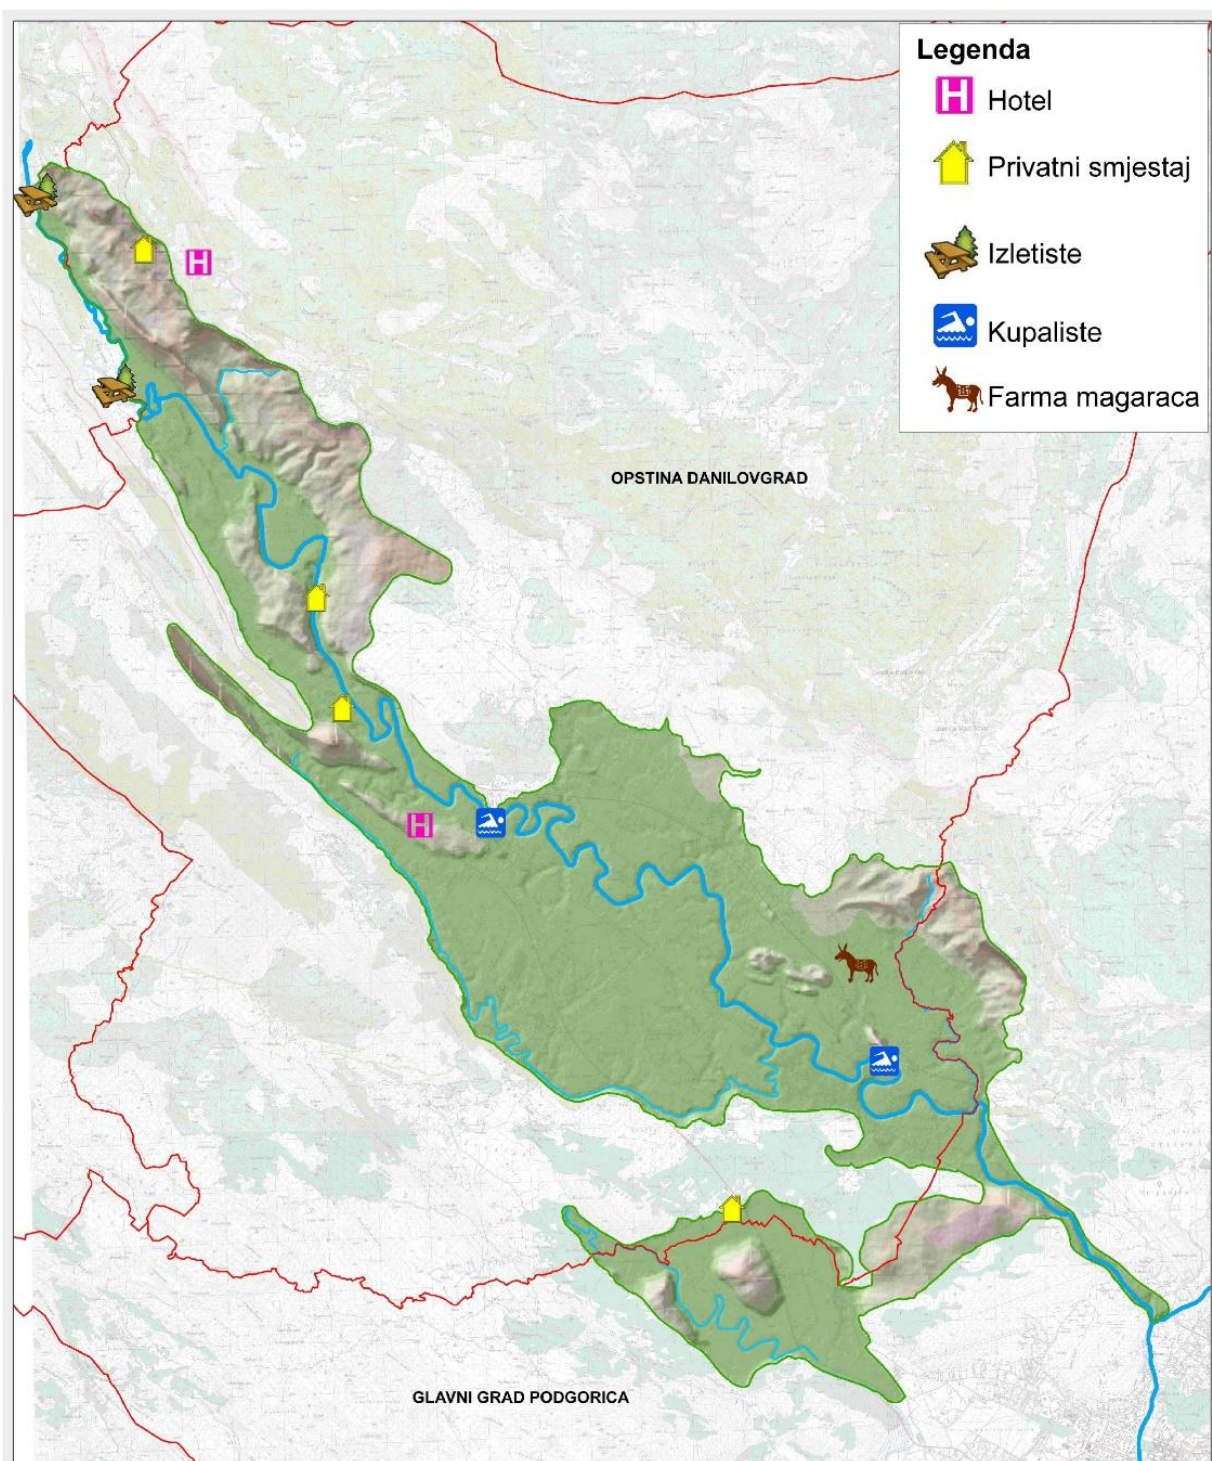 Legenda
Hotel
Privatni smjestaj
Izletiste
Kupaliste
Farma magaraca
OPSTINA DANILOVGRAD
GLAVNI GRAD PODGORICA